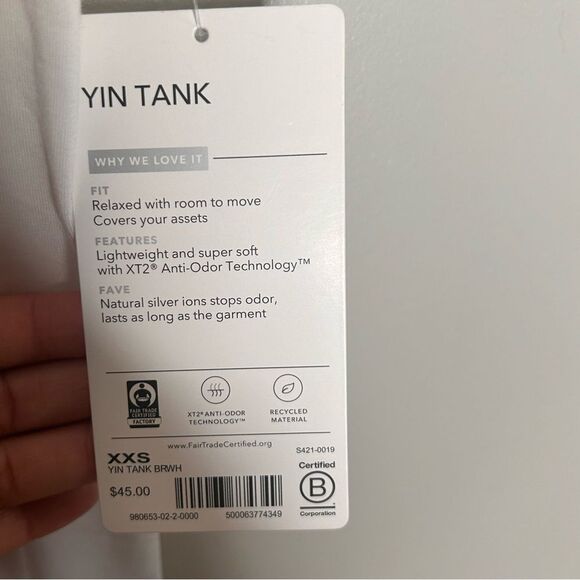 YIN TANK
WHY WE LOVE IT
FIT
Relaxed with room to move
Covers your assets
FEATURES
Lightweight and super soft
with XT2® Anti-Odor Technology™
FAVE
Natural silver ions stops odor,
lasts as long as the garment
FAIR TRADE
CERTIFIED
FACTORY
XT2® ANTI-ODOR
TECHNOLOGY™
RECYCLED
MATERIAL
www.FairTradeCertified.org
S421-0019
XXS
YIN TANK BRWH
$45.00
980653-02-2-0000
500063774349
Certified
B
Corporation